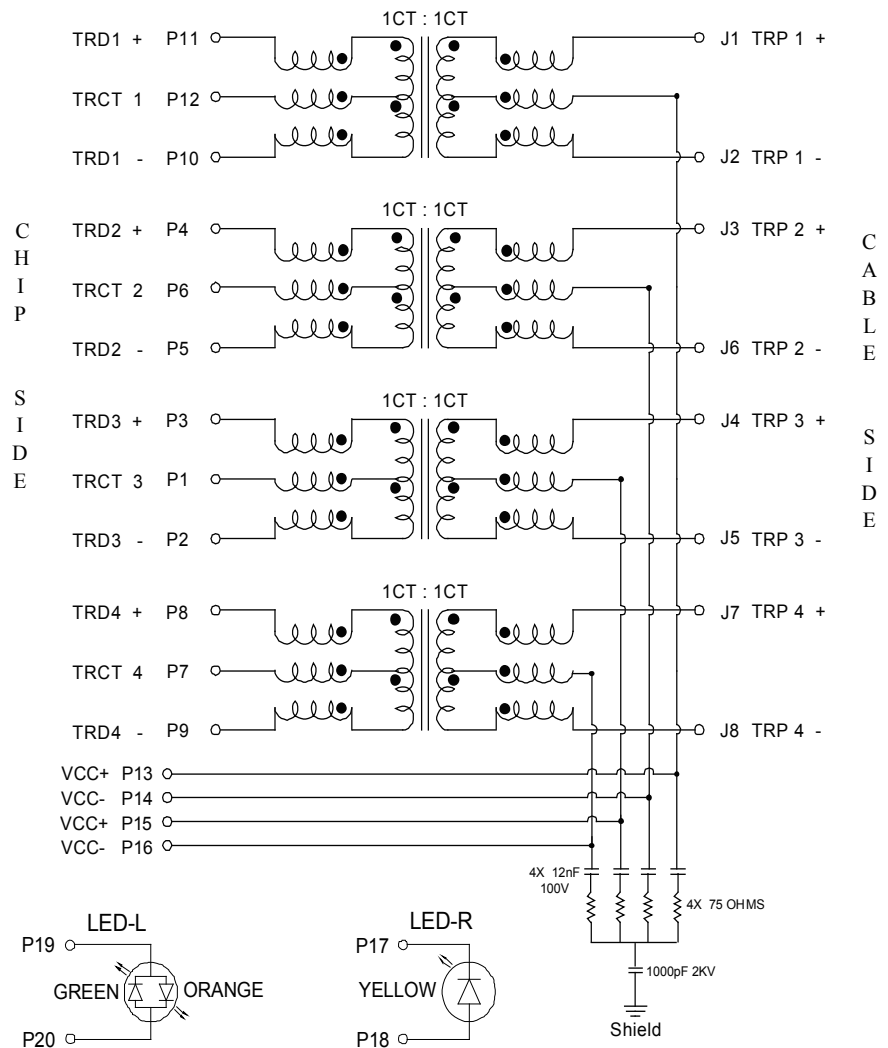 1CT : 1CT
TRD1 + P11 J1 TRP 1 +
TRCT 1 P12
TRD1 - P10 J2 TRP 1 -
1CT : 1CT
TRD2 + P4 J3 TRP 2 +
TRCT 2 P6
TRD2 - P5 J6 TRP 2 -
CHIP SIDE
CABLE SIDE
1CT : 1CT
TRD3 + P3 J4 TRP 3 +
TRCT 3 P1
TRD3 - P2 J5 TRP 3 -
1CT : 1CT
TRD4 + P8 J7 TRP 4 +
TRCT 4 P7
TRD4 - P9 J8 TRP 4 -
VCC+ P13
VCC- P14
VCC+ P15
VCC- P16
4X 12nF
100V
4X 75 OHMS
1000pF 2KV
Shield
LED-L
P19
GREEN ORANGE
P20
LED-R
P17
YELLOW
P18